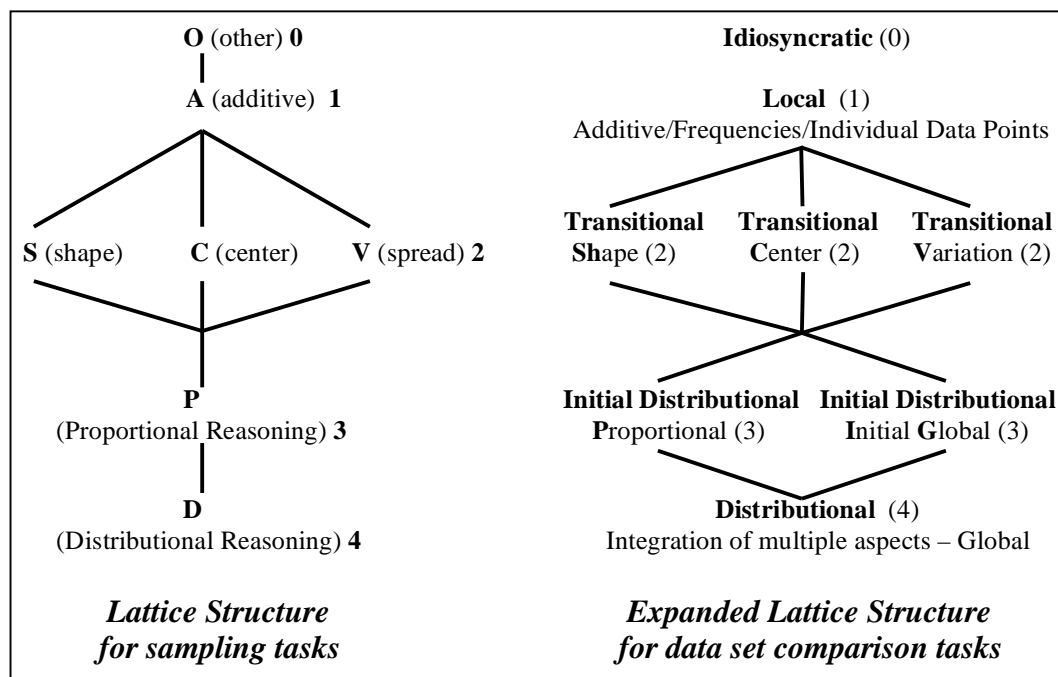 O (other) 0
A (additive) 1
S (shape) C (center) V (spread) 2
P
(Proportional Reasoning) 3
D
(Distributional Reasoning) 4
Lattice Structure
for sampling tasks
Idiosyncratic (0)
Local (1)
Additive/Frequencies/Individual Data Points
Transitional Transitional Transitional
Shape (2) Center (2) Variation (2)
Initial Distributional Initial Distributional
Proportional (3) Initial Global (3)
Distributional (4)
Integration of multiple aspects – Global
Expanded Lattice Structure
for data set comparison tasks